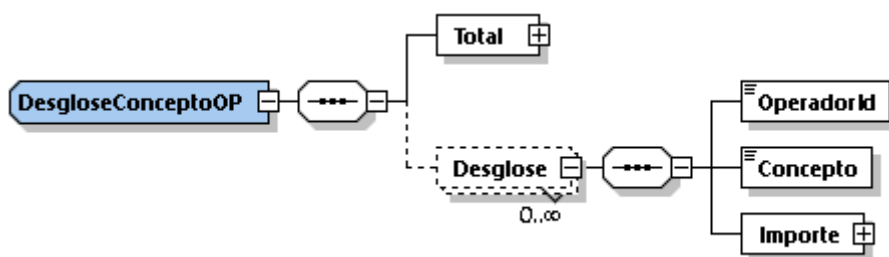 Total
DesgloseConceptoOP
OperadorId
Desglose
0..∞
Concepto
Importe